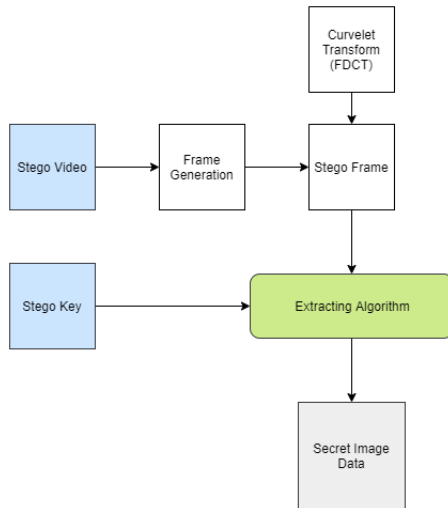 Curvelet
Transform
(FDCT)
Stego Video
Frame
Generation
Stego Frame
Stego Key
Extracting Algorithm
Secret Image
Data